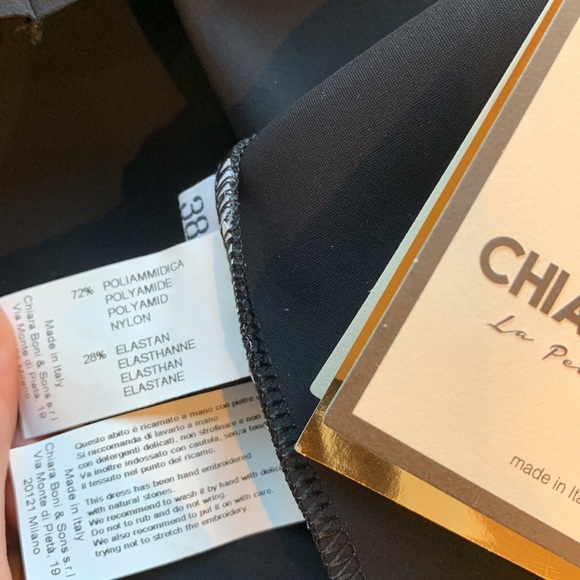 38
72% POLIAMMIDICA
POLYAMIDE
POLYAMID
NYLON
28% ELASTAN
ELASTHANNE
ELASTHAN
ELASTANE
Made in Italy
Chiara Boni & Sons s.r.l
Via Monte di Pietà, 19
Questo abito è ricamato a mano con pietre
Si raccomanda di lavarlo a mano
con detergenti delicati, non strofinare e non
Va inoltre indossato con cautela, senza
il tessuto nel punto del ricamo.
This dress has been hand embroidered
with natural stones.
We recommend to wash it by hand with
Do not to rub and do not wring.
We also recommend to put it on with care,
trying not to stretch the embroidery.
Made in Italy
Chiara Boni & Sons s.r.l
Via Monte di Pietà, 19
20121 Milano
CHIA
La Pe
made in Ita